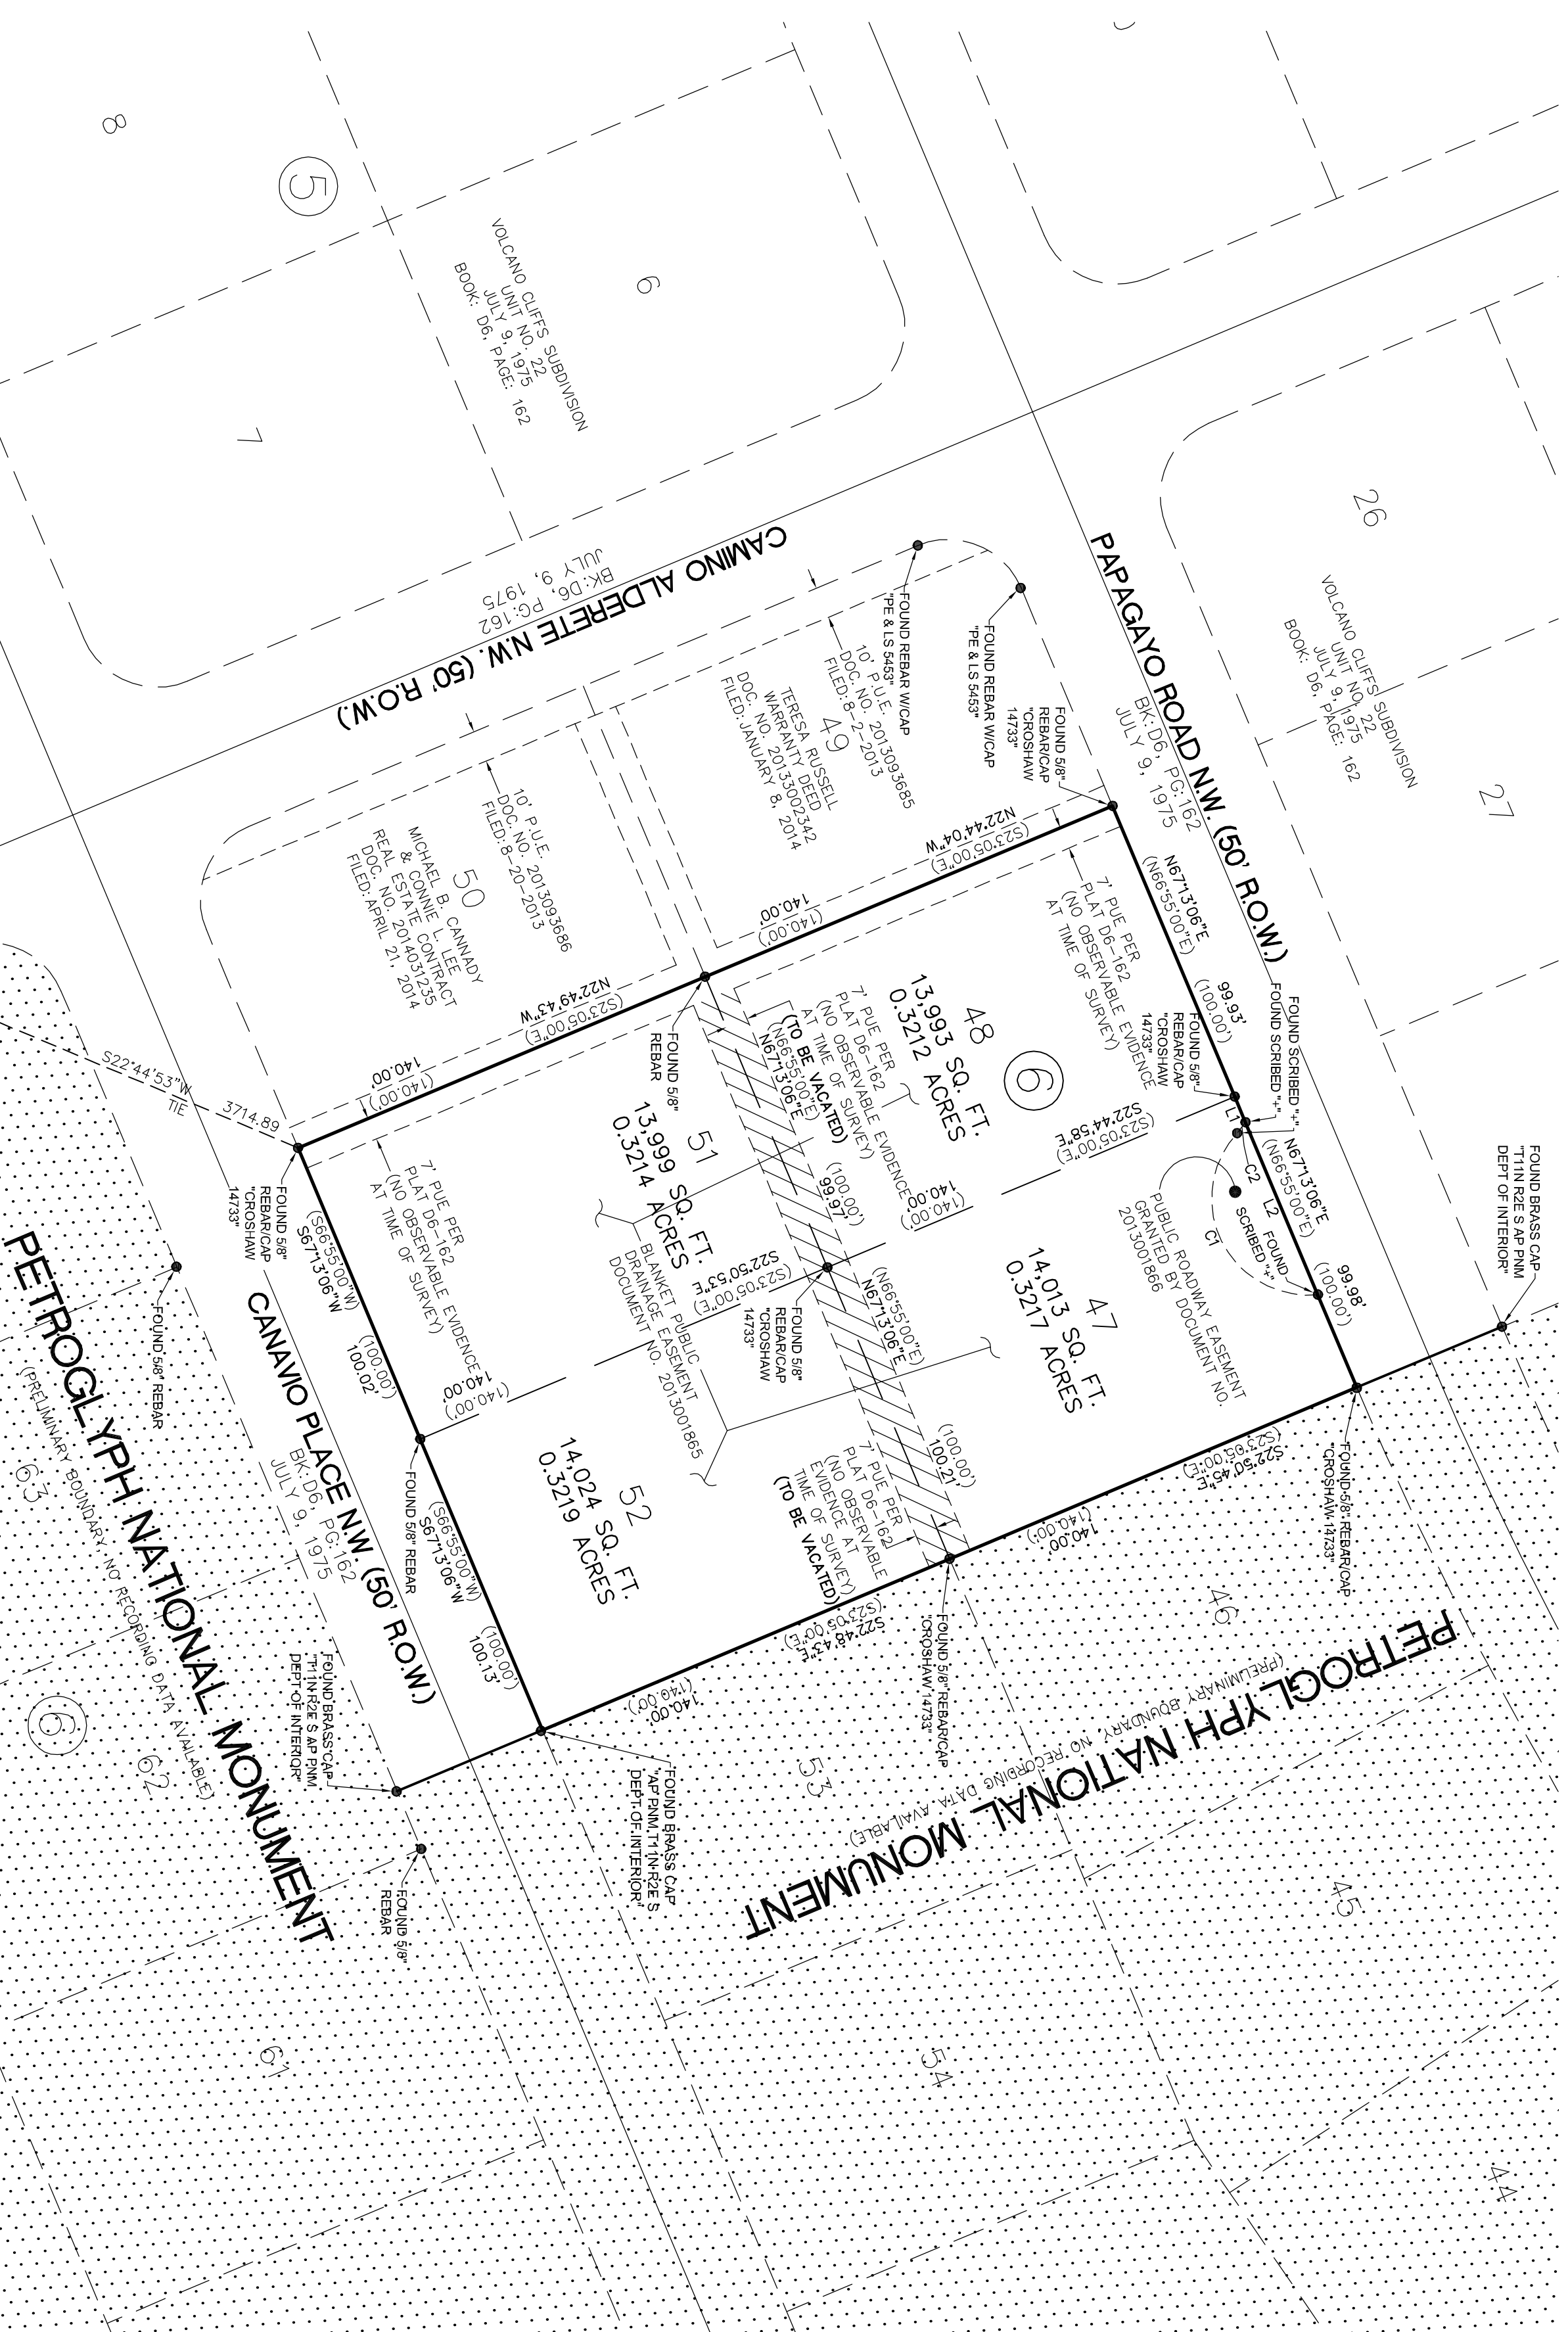 8
5
VOLCANO CLIFFS SUBDIVISION
UNIT NO. 22
JULY 9, 1975
BOOK: D6, PAGE: 162
6
7
26
VOLCANO CLIFFS SUBDIVISION
UNIT NO. 22
JULY 9, 1975
BOOK: D6, PAGE: 162
27
CAMINO ALDERETE N.W. (50' R.O.W.)
BK:D6, PG:162
JULY 9, 1975
PAPAGAYO ROAD N.W. (50' R.O.W.)
BK:D6, PG:162
JULY 9, 1975
FOUND REBAR W/CAP
"PE & LS 5453"
FOUND REBAR W/CAP
"PE & LS 5453"
FOUND 5/8"
REBAR/CAP
"CROSHAW
14733"
10' P.U.E.
DOC. NO. 2013093685
FILED:8-2-2013
49
TERESA RUSSELL
WARRANTY DEED
DOC. NO. 20133002342
FILED:JANUARY 8, 2014
10' P.U.E.
DOC. NO. 2013093686
FILED:8-20-2013
50
MICHAEL B. CANNADY
& CONNIE L. LEE
REAL ESTATE CONTRACT
DOC. NO. 2014031235
FILED:APRIL 21, 2014
N22°44'04"W
(S23°05'00"E)
140.00'
(140.00')
N22°49'43"W
(S23°05'00"E)
140.00'
(140.00')
S22°44'53"W
TIE
3714.89
N67°13'06"E
(N66°55'00"E)
99.93'
(100.00')
7' PUE PER
PLAT D6-162
(NO OBSERVABLE EVIDENCE
AT TIME OF SURVEY)
FOUND 5/8"
REBAR/CAP
"CROSHAW
14733"
FOUND SCRIBED "+"
FOUND SCRIBED "+"
L1
C2
L2
C1
N67°13'06"E
(N66°55'00"E)
99.98'
(100.00')
FOUND
SCRIBED "+"
PUBLIC ROADWAY EASEMENT
GRANTED BY DOCUMENT NO.
2013001866
FOUND BRASS CAP
"T11N R2E S AP PNM
DEPT OF INTERIOR"
48
13,993 SQ. FT.
0.3212 ACRES
6
7' PUE PER
PLAT D6-162
(NO OBSERVABLE EVIDENCE
AT TIME OF SURVEY)
(TO BE VACATED)
(N66°55'00"E)
N67°13'06"E
(100.00')
99.97'
S22°44'58"E
(S23°05'00"E)
140.00'
(140.00')
FOUND 5/8"
REBAR
51
13,999 SQ. FT.
0.3214 ACRES
BLANKET PUBLIC
DRAINAGE EASEMENT
DOCUMENT NO. 2013001865
(S23°05'00"E)
S22°50'53"E
140.00'
(140.00')
FOUND 5/8"
REBAR/CAP
"CROSHAW
14733"
47
14,013 SQ. FT.
0.3217 ACRES
(N66°55'00"E)
N67°13'06"E
(100.00')
100.21'
7' PUE PER
PLAT D6-162
(NO OBSERVABLE
EVIDENCE AT
TIME OF SURVEY)
(TO BE VACATED)
52
14,024 SQ. FT.
0.3219 ACRES
7' PUE PER
PLAT D6-162
(NO OBSERVABLE EVIDENCE
AT TIME OF SURVEY)
FOUND 5/8"
REBAR/CAP
"CROSHAW
14733"
(S66°55'00"W)
S67°13'06"W
(100.00')
100.02'
FOUND 5/8" REBAR
(S66°55'00"W)
S67°13'06"W
(100.00')
100.13'
S22°50'45"E
(S23°05'00"E)
140.00'
(140.00')
FOUND 5/8" REBAR/CAP
"CROSHAW 14733"
S22°48'43"E
(S23°05'00"E)
140.00'
(140.00')
FOUND 5/8" REBAR/CAP
"CROSHAW 14733"
FOUND BRASS CAP
"AP PNM T11N R2E S
DEPT OF INTERIOR"
CANAVIO PLACE N.W. (50' R.O.W.)
BK:D6, PG:162
JULY 9, 1975
FOUND 5/8" REBAR
PETROGLYPH NATIONAL MONUMENT
(PRELIMINARY BOUNDARY, NO RECORDING DATA AVAILABLE)
63
6
62
FOUND BRASS CAP
"T11N R2E S AP PNM
DEPT OF INTERIOR"
FOUND 5/8"
REBAR
61
PETROGLYPH NATIONAL MONUMENT
(PRELIMINARY BOUNDARY, NO RECORDING DATA AVAILABLE)
46
53
45
54
44